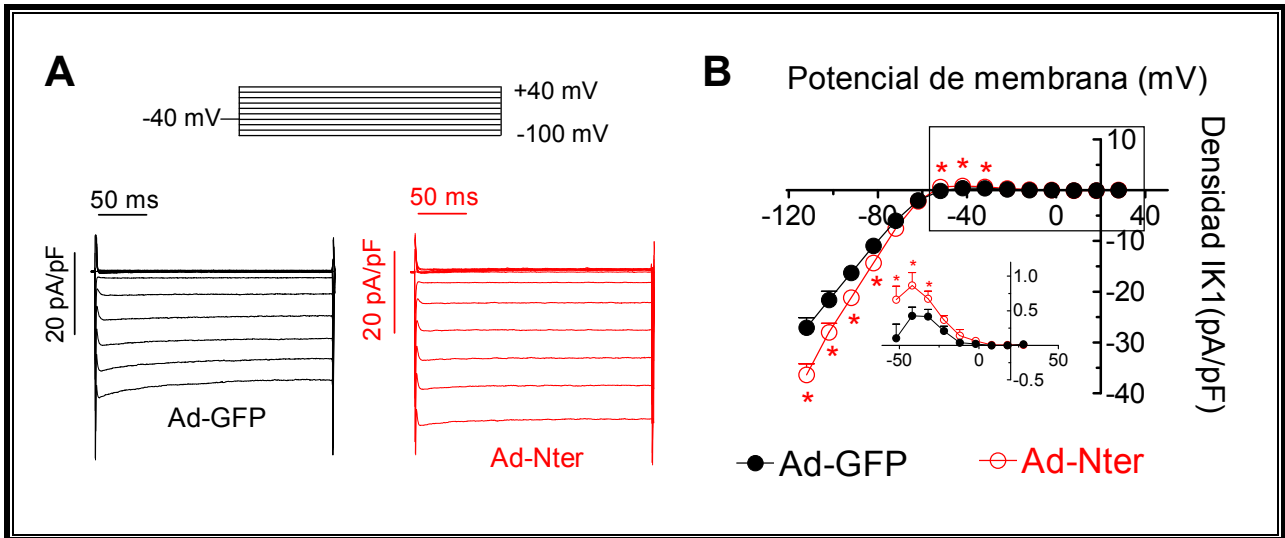 A
+40 mV
-40 mV
-100 mV
50 ms
50 ms
20 pA/pF
20 pA/pF
Ad-GFP
Ad-Nter
B
Potencial de membrana (mV)
Densidad IK1(pA/pF)
10
* * *
-120 -80 -40 0 40
-10
-20
-30
-40
*
*
*
*
*
* * *
1.0
0.5
-0.5
-50 0 50
Ad-GFP
Ad-Nter